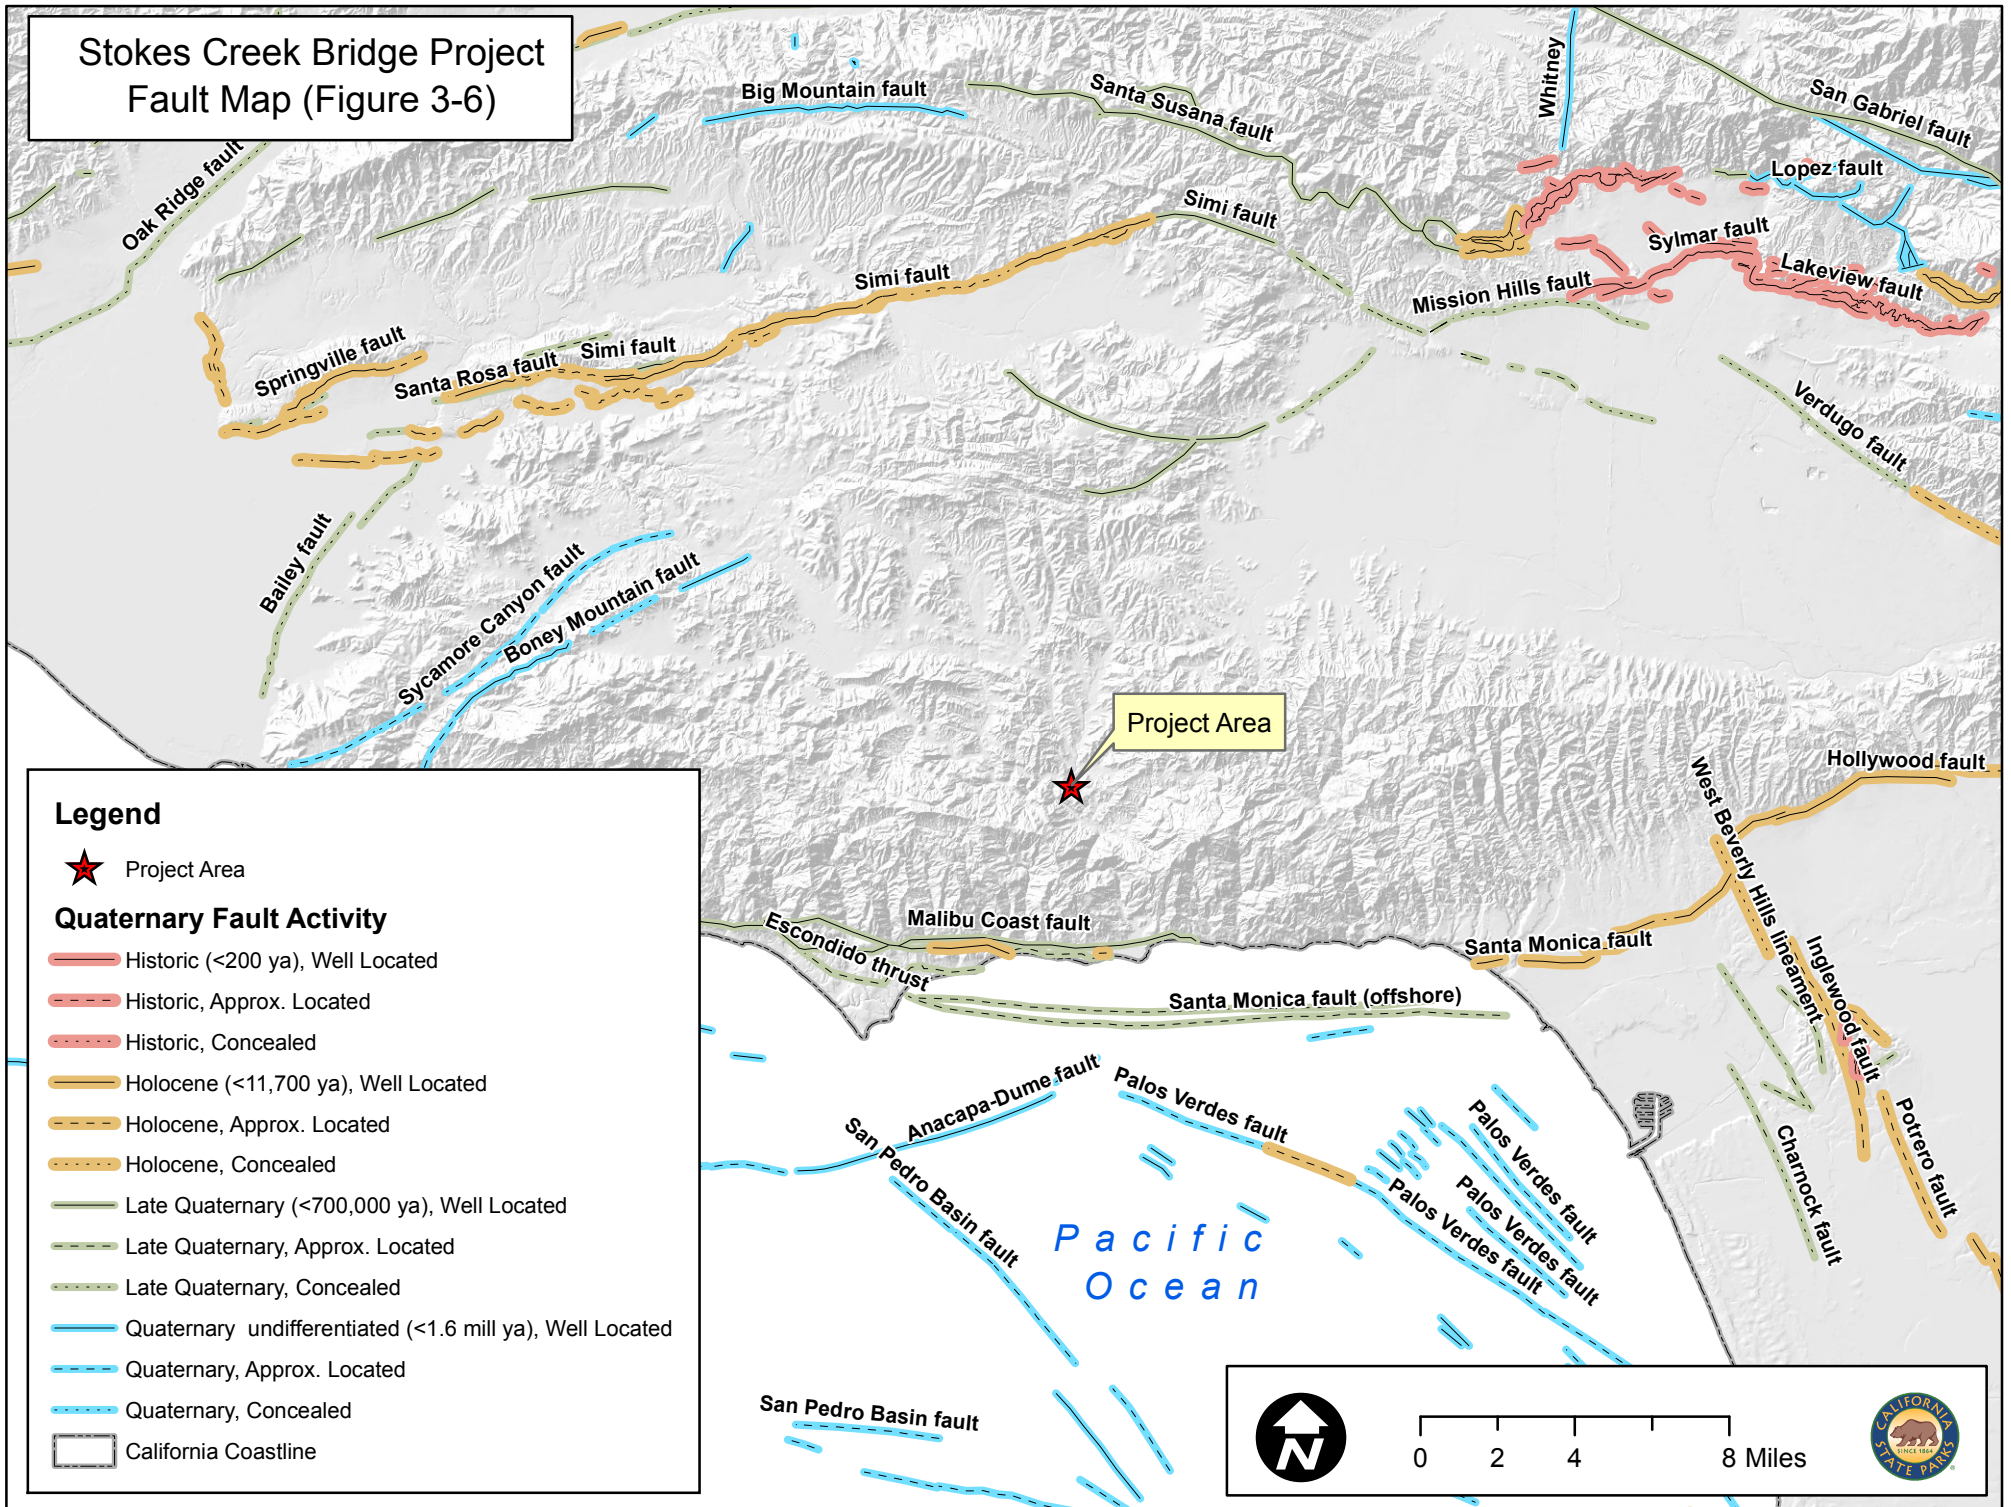 Stokes Creek Bridge Project
Fault Map (Figure 3-6)
Big Mountain fault
Santa Susana fault
Whitney
San Gabriel fault
Oak Ridge fault
Lopez fault
Simi fault
Sylmar fault
Simi fault
Lakeview fault
Mission Hills fault
Springville fault
Santa Rosa fault
Simi fault
Verdugo fault
Bailey fault
Sycamore Canyon fault
Boney Mountain fault
Project Area
Hollywood fault
West Beverly Hills lineament
Malibu Coast fault
Escondido thrust
Santa Monica fault
Inglewood fault
Santa Monica fault (offshore)
Anacapa-Dume fault
Palos Verdes fault
Palos Verdes fault
Palos Verdes fault
Palos Verdes fault
San Pedro Basin fault
Charnock fault
Potrero fault
Pacific
Ocean
San Pedro Basin fault
Legend
Project Area
Quaternary Fault Activity
Historic (<200 ya), Well Located
Historic, Approx. Located
Historic, Concealed
Holocene (<11,700 ya), Well Located
Holocene, Approx. Located
Holocene, Concealed
Late Quaternary (<700,000 ya), Well Located
Late Quaternary, Approx. Located
Late Quaternary, Concealed
Quaternary undifferentiated (<1.6 mill ya), Well Located
Quaternary, Approx. Located
Quaternary, Concealed
California Coastline
N
0 2 4 8 Miles
CALIFORNIA
SINCE 1864
STATE PARKS